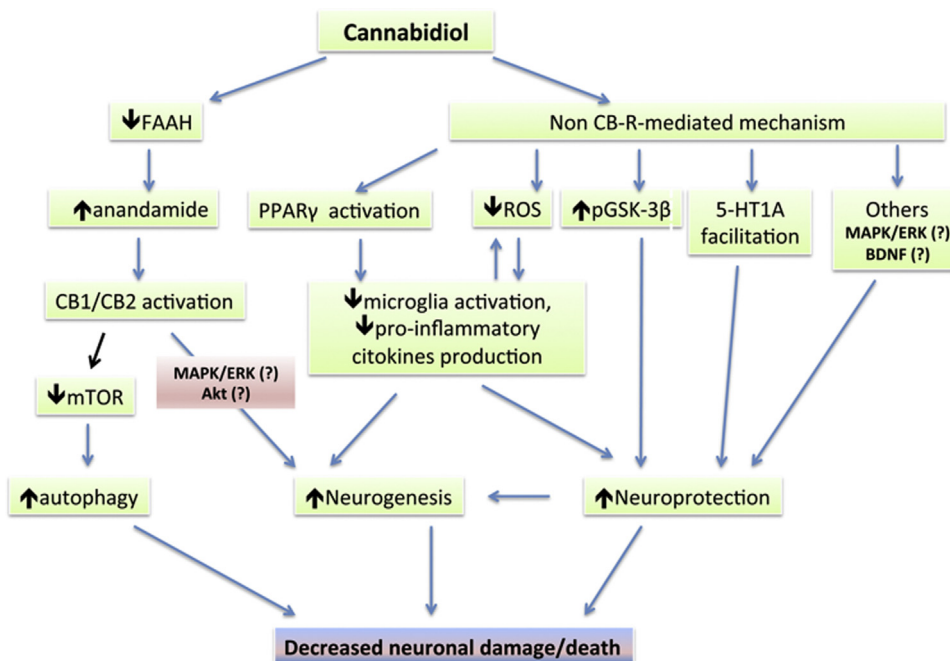 Cannabidiol
🡇FAAH
Non CB-R-mediated mechanism
🡅anandamide
PPARγ activation
🡇ROS
🡅pGSK-3β
5-HT1A
facilitation
Others
MAPK/ERK (?)
BDNF (?)
CB1/CB2 activation
🡇microglia activation,
🡇pro-inflammatory
citokines production
MAPK/ERK (?)
Akt (?)
🡇mTOR
🡅autophagy
🡅Neurogenesis
🡅Neuroprotection
Decreased neuronal damage/death